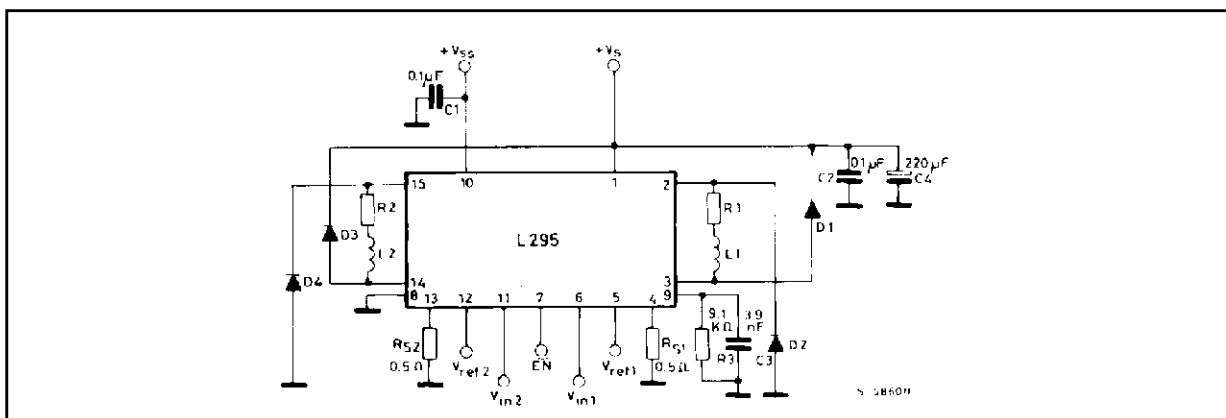 +Vss
+Vs
0.1µF
C1
0.1µF
C2
220µF
C4
15
10
1
2
R2
R1
D1
D3
L295
L2
L1
D4
14
3
8
13
12
11
7
6
5
4
9
9.1
KΩ
R3
3.9
nF
C3
D2
RS2
0.5Ω
Vref2
EN
Vref1
RS1
0.5Ω
Vin2
Vin1